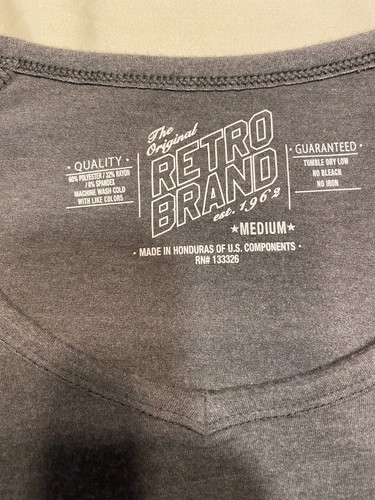 The
Original
RETRO
BRAND
est. 1962
· QUALITY ·
60% POLYESTER / 32% RAYON
/ 8% SPANDEX
MACHINE WASH COLD
WITH LIKE COLORS
· GUARANTEED ·
TUMBLE DRY LOW
NO BLEACH
NO IRON
★MEDIUM★
· MADE IN HONDURAS OF U.S. COMPONENTS ·
RN# 133326